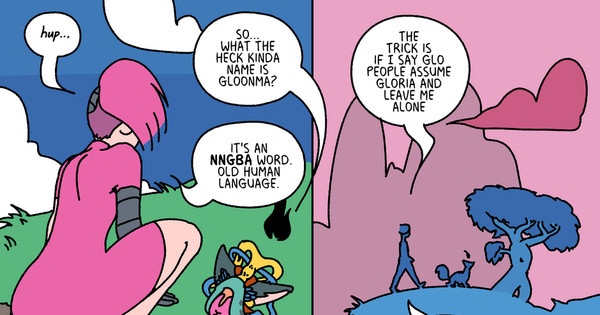 hup...
SO...
WHAT THE
HECK KINDA
NAME IS
GLOONMA?
IT'S AN
NNGBA WORD.
OLD HUMAN
LANGUAGE.
THE
TRICK IS
IF I SAY GLO
PEOPLE ASSUME
GLORIA AND
LEAVE ME
ALONE